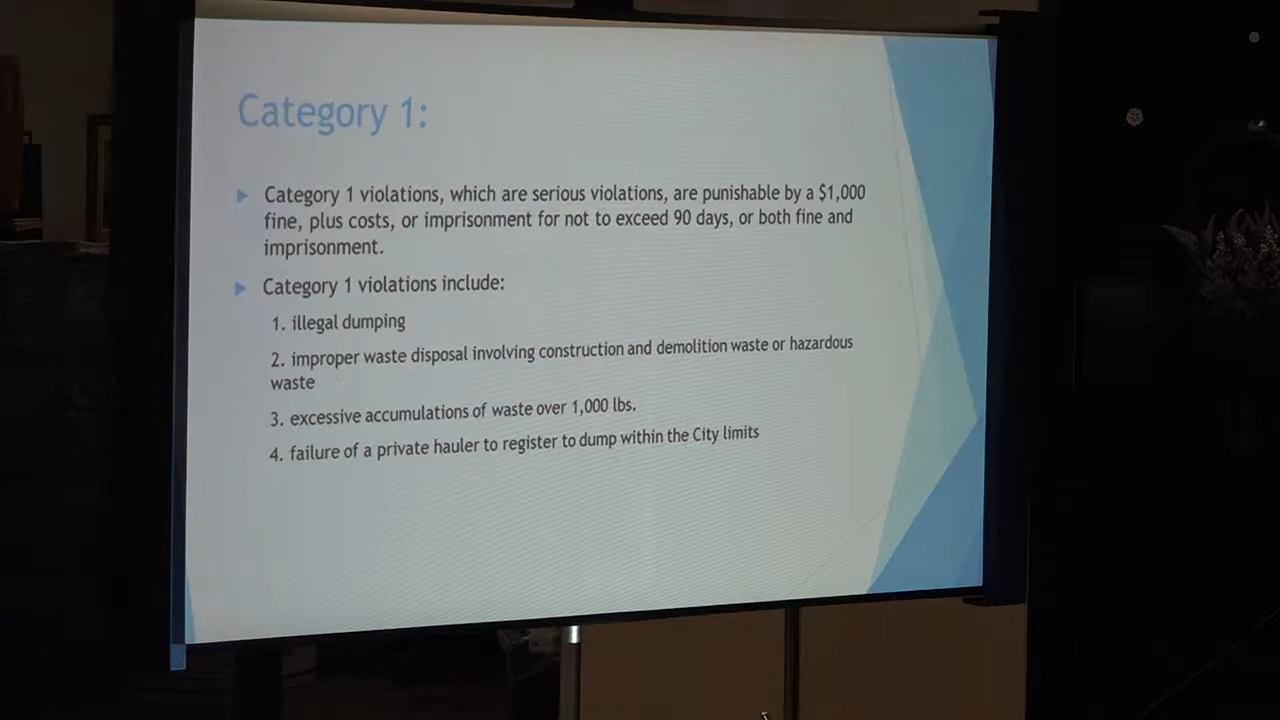 Category 1:
Category 1 violations, which are serious violations, are punishable by a $1,000
fine, plus costs, or imprisonment for not to exceed 90 days, or both fine and
imprisonment.
Category 1 violations include:
1. illegal dumping
2. improper waste disposal involving construction and demolition waste or hazardous
waste
3. excessive accumulations of waste over 1,000 lbs.
4. failure of a private hauler to register to dump within the City limits